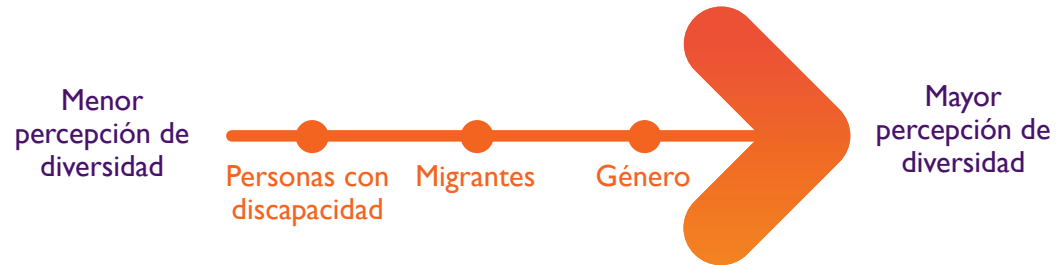 Menor
percepción de
diversidad
Personas con
discapacidad
Migrantes
Género
Mayor
percepción de
diversidad